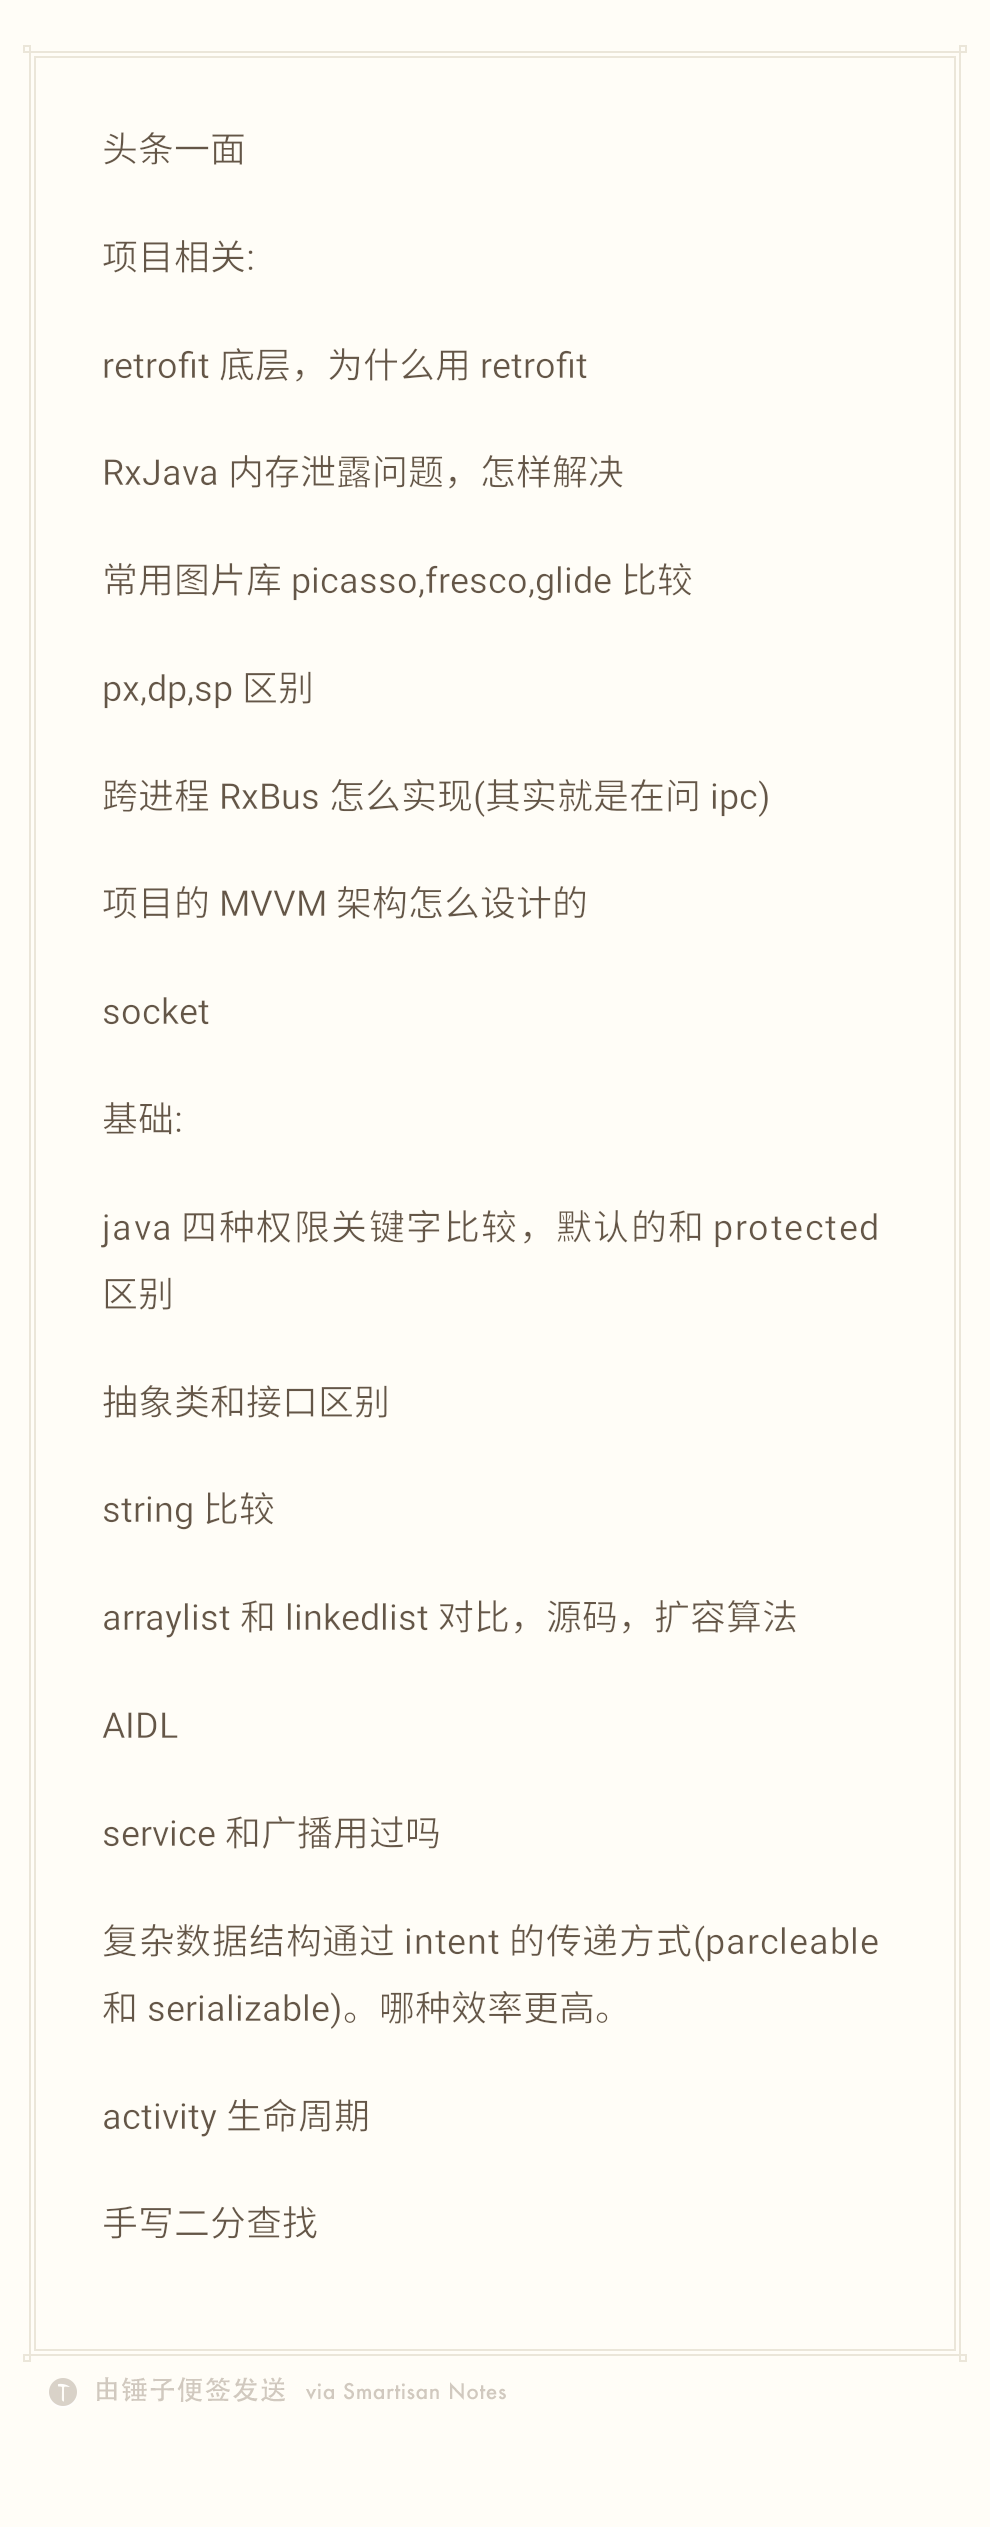 头条一面
项目相关:
retrofit 底层，为什么用 retrofit
RxJava 内存泄露问题，怎样解决
常用图片库 picasso,fresco,glide 比较
px,dp,sp 区别
跨进程 RxBus 怎么实现(其实就是在问 ipc)
项目的 MVVM 架构怎么设计的
socket
基础:
java 四种权限关键字比较，默认的和 protected
区别
抽象类和接口区别
string 比较
arraylist 和 linkedlist 对比，源码，扩容算法
AIDL
service 和广播用过吗
复杂数据结构通过 intent 的传递方式(parcleable
和 serializable)。哪种效率更高。
activity 生命周期
手写二分查找
由锤子便签发送 via Smartisan Notes